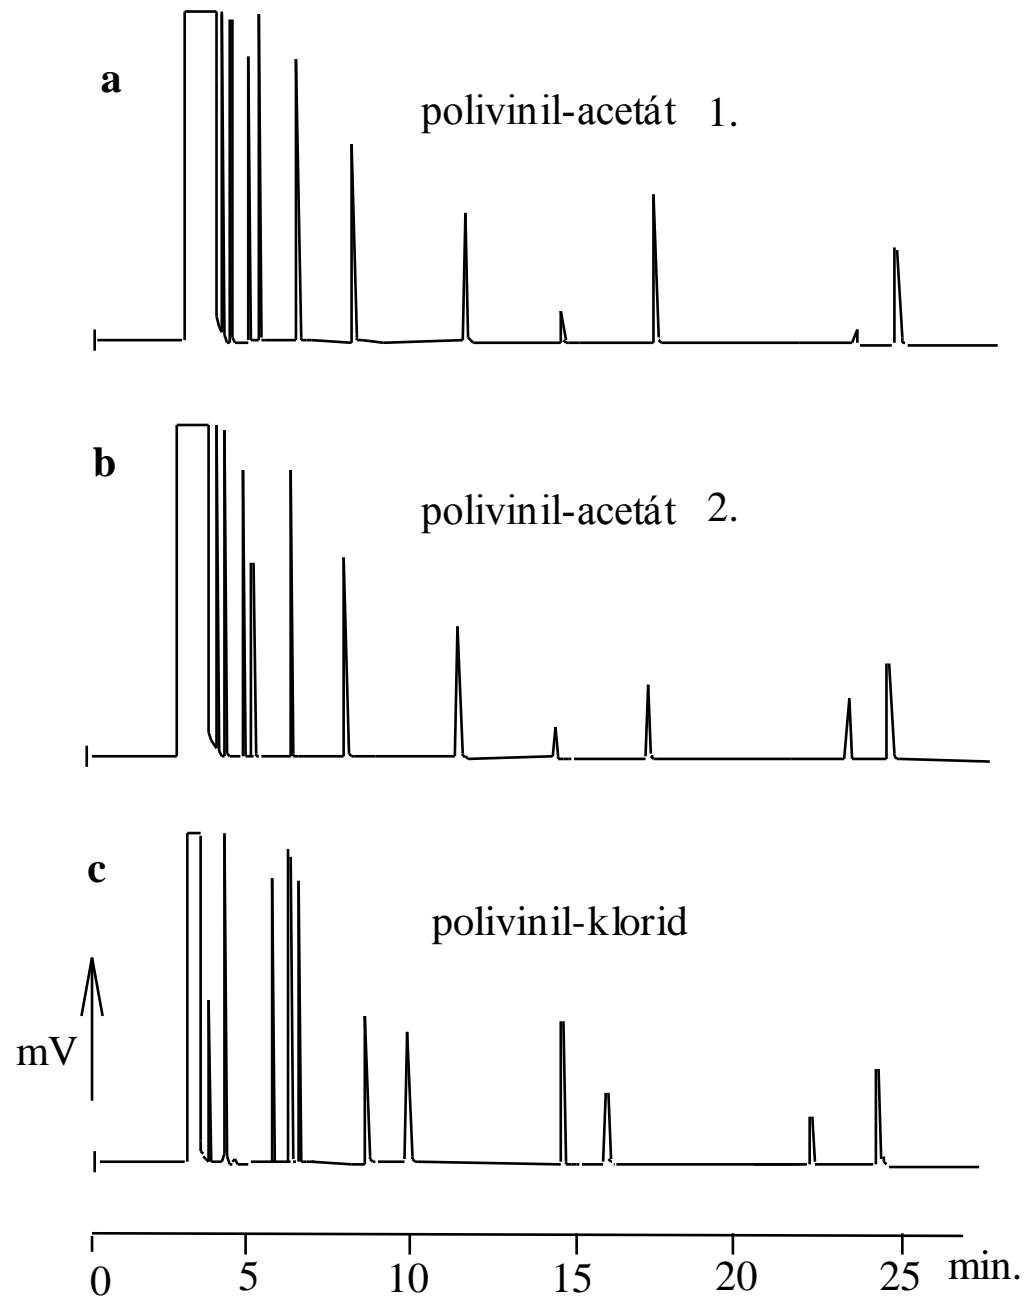 a
polivinil-acetát 1.
b
polivinil-acetát 2.
c
polivinil-klorid
mV
0 5 10 15 20 25 min.